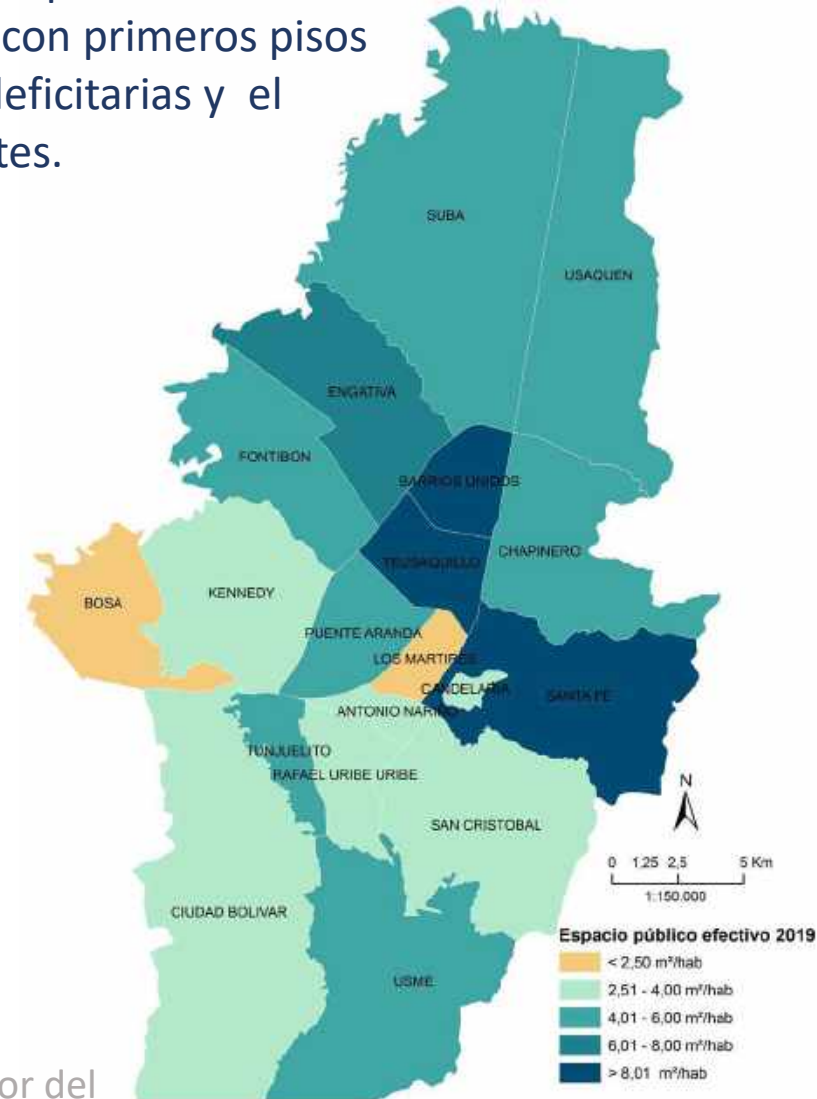 con primeros pisos
deficitarias y el
tes.
SUBA
USAQUEN
ENGATIVA
FONTIBON
BARRIOS UNIDOS
CHAPINERO
TEUSAQUILLO
KENNEDY
BOSA
PUENTE ARANDA
LOS MARTIRES
CANDELARIA
SANTA FE
ANTONIO NARIÑO
TUNJUELITO
RAFAEL URIBE URIBE
SAN CRISTOBAL
CIUDAD BOLIVAR
USME
N
0 1,25 2,5 5 Km
1:150.000
Espacio público efectivo 2019
< 2,50 m²/hab
2,51 - 4,00 m²/hab
4,01 - 6,00 m²/hab
6,01 - 8,00 m²/hab
> 8,01 m²/hab
or del